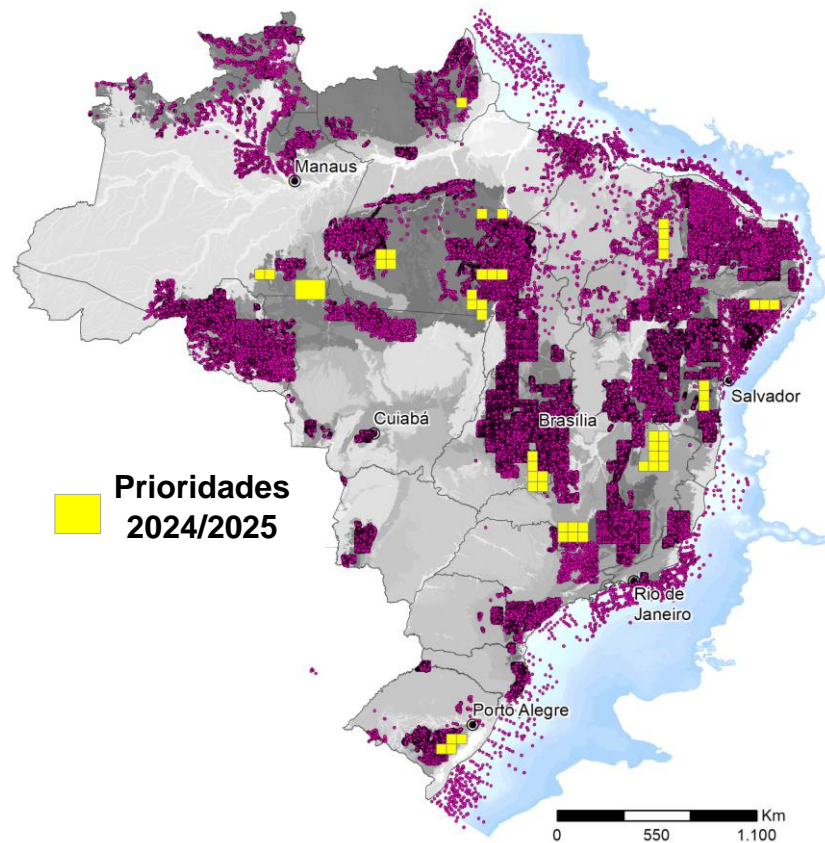 Manaus
Salvador
Cuiabá
Brasília
Prioridades
2024/2025
Rio de
Janeiro
Porto Alegre
Km
0 550 1.100